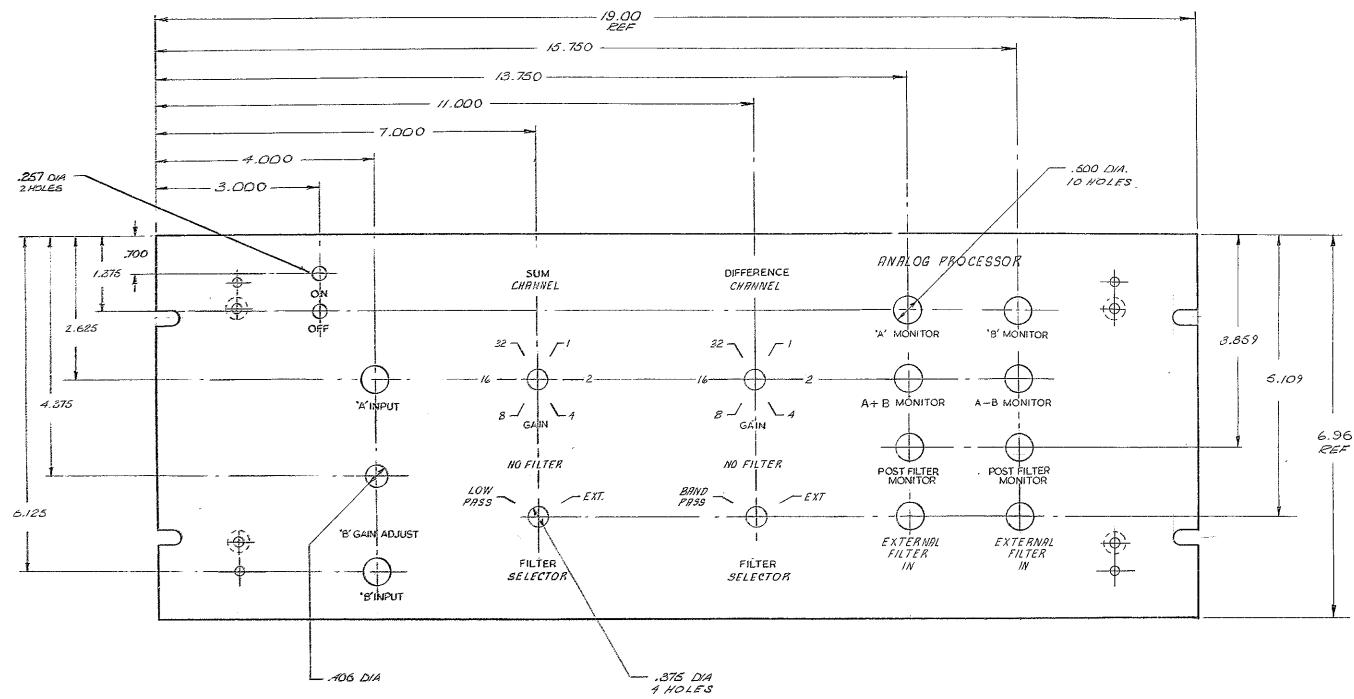 19.00
REF
15.750
13.750
11.000
7.000
4.000
3.000
.257 DIA
2 HOLES
.500 DIA.
10 HOLES
.700
1.375
2.625
4.375
6.125
ON
OFF
SUM
CHANNEL
DIFFERENCE
CHANNEL
ANALOG PROCESSOR
"A" MONITOR
"B" MONITOR
32 1
16 2
8 4
GAIN
32 1
16 2
8 4
GAIN
"A" INPUT
A+B MONITOR
A-B MONITOR
3.859
5.109
6.96
REF
NO FILTER
NO FILTER
POST FILTER
MONITOR
POST FILTER
MONITOR
LOW
PASS
EXT.
BAND
PASS
EXT
"B" GAIN ADJUST
FILTER
SELECTOR
FILTER
SELECTOR
EXTERNAL
FILTER
IN
EXTERNAL
FILTER
IN
"B" INPUT
.406 DIA
.375 DIA
4 HOLES